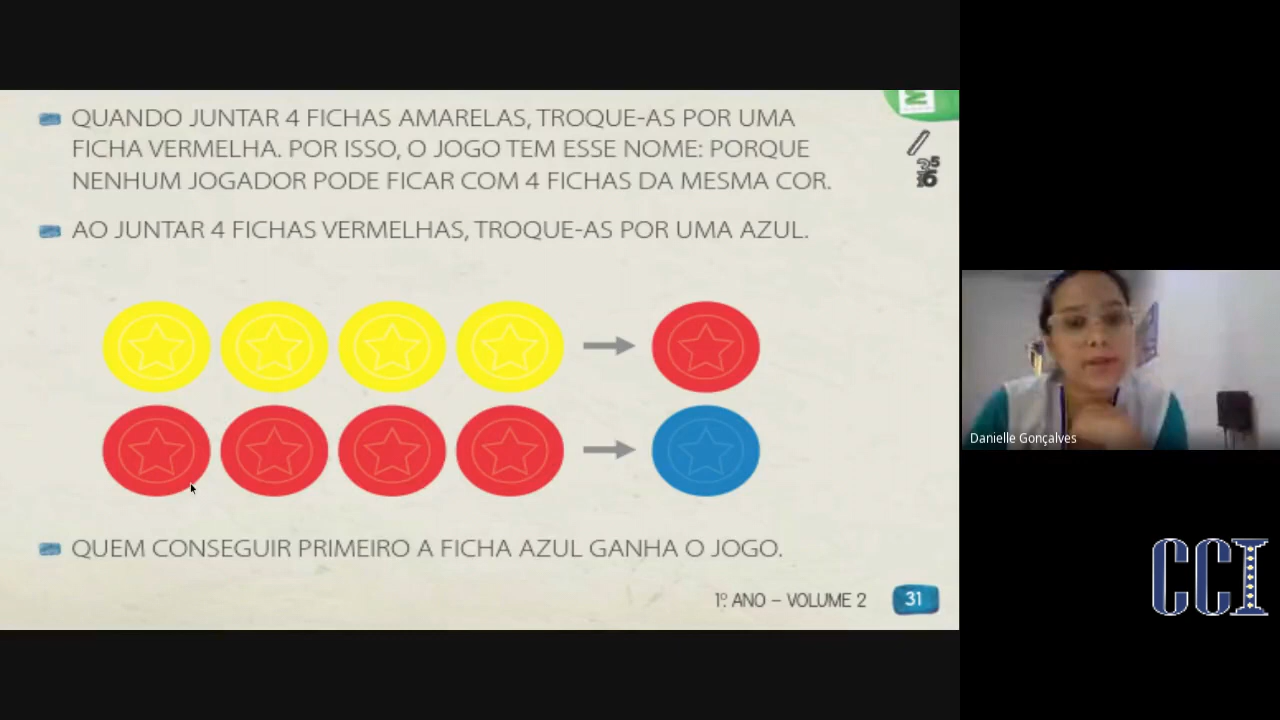 QUANDO JUNTAR 4 FICHAS AMARELAS, TROQUE-AS POR UMA
FICHA VERMELHA. POR ISSO, O JOGO TEM ESSE NOME: PORQUE
NENHUM JOGADOR PODE FICAR COM 4 FICHAS DA MESMA COR.
AO JUNTAR 4 FICHAS VERMELHAS, TROQUE-AS POR UMA AZUL.
QUEM CONSEGUIR PRIMEIRO A FICHA AZUL GANHA O JOGO.
1º. ANO – VOLUME 2 31
Danielle Gonçalves
CCI